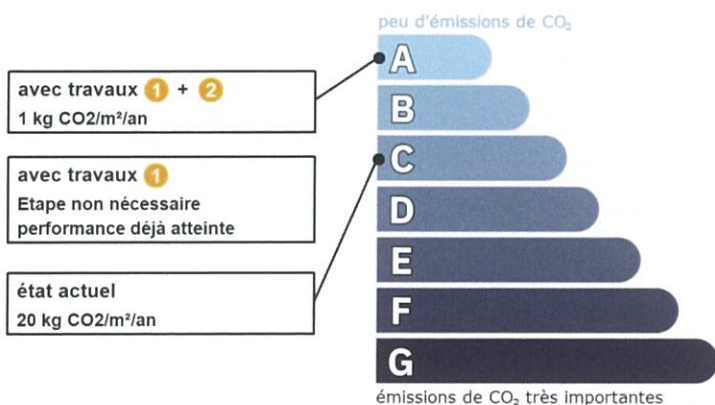 peu d'émissions de CO₂
avec travaux 1 + 2
1 kg CO2/m²/an
avec travaux 1
Etape non nécessaire
performance déjà atteinte
état actuel
20 kg CO2/m²/an
A
B
C
D
E
F
G
émissions de CO₂ très importantes